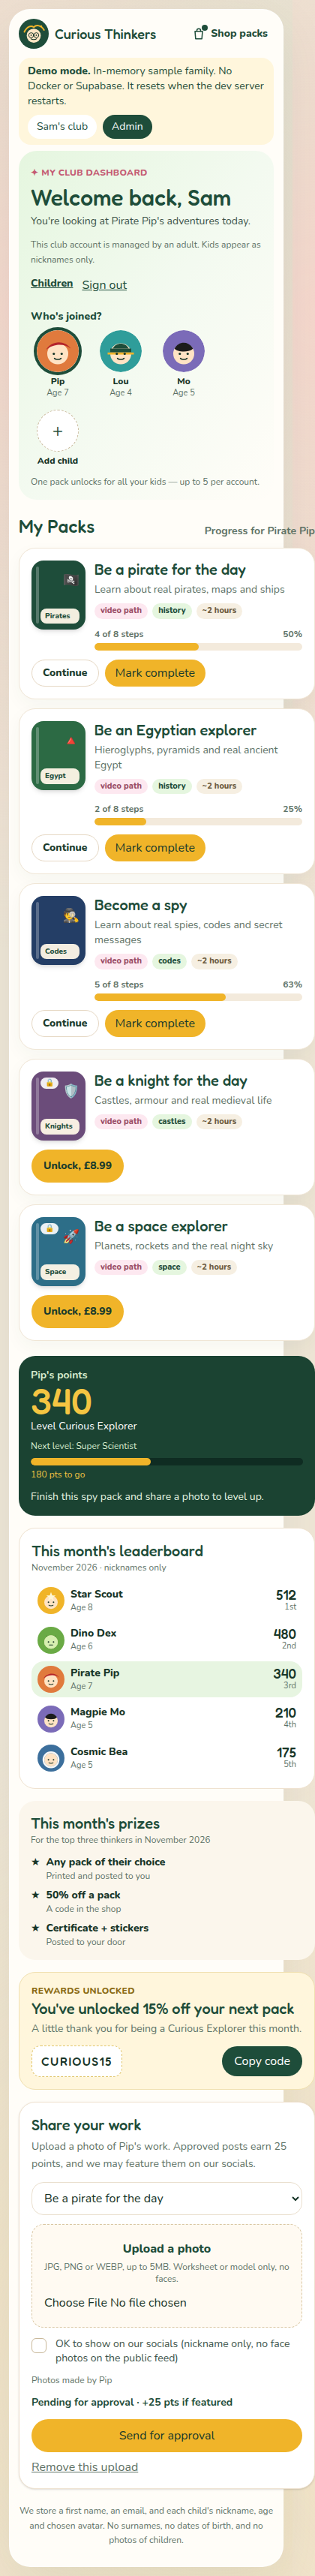 Curious Thinkers
Shop packs
Demo mode. In-memory sample family. No
Docker or Supabase. It resets when the dev server
restarts.
Sam's club
Admin
✦ MY CLUB DASHBOARD
Welcome back, Sam
You're looking at Pirate Pip's adventures today.
This club account is managed by an adult. Kids appear as
nicknames only.
Children
Sign out
Who's joined?
Pip
Age 7
Lou
Age 4
Mo
Age 5
+
Add child
One pack unlocks for all your kids — up to 5 per account.
My Packs
Progress for Pirate Pip
Pirates
Be a pirate for the day
Learn about real pirates, maps and ships
video path
history
~2 hours
4 of 8 steps
50%
Continue
Mark complete
Egypt
Be an Egyptian explorer
Hieroglyphs, pyramids and real ancient
Egypt
video path
history
~2 hours
2 of 8 steps
25%
Continue
Mark complete
Codes
Become a spy
Learn about real spies, codes and secret
messages
video path
codes
~2 hours
5 of 8 steps
63%
Continue
Mark complete
Knights
Be a knight for the day
Castles, armour and real medieval life
video path
castles
~2 hours
Unlock, £8.99
Space
Be a space explorer
Planets, rockets and the real night sky
video path
space
~2 hours
Unlock, £8.99
Pip's points
340
Level Curious Explorer
Next level: Super Scientist
180 pts to go
Finish this spy pack and share a photo to level up.
This month's leaderboard
November 2026 · nicknames only
Star Scout
Age 8
512
1st
Dino Dex
Age 6
480
2nd
Pirate Pip
Age 7
340
3rd
Magpie Mo
Age 5
210
4th
Cosmic Bea
Age 5
175
5th
This month's prizes
For the top three thinkers in November 2026
★ Any pack of their choice
Printed and posted to you
★ 50% off a pack
A code in the shop
★ Certificate + stickers
Posted to your door
REWARDS UNLOCKED
You've unlocked 15% off your next pack
A little thank you for being a Curious Explorer this month.
CURIOUS15
Copy code
Share your work
Upload a photo of Pip's work. Approved posts earn 25
points, and we may feature them on our socials.
Be a pirate for the day
Upload a photo
JPG, PNG or WEBP, up to 5MB. Worksheet or model only, no
faces.
Choose File No file chosen
OK to show on our socials (nickname only, no face
photos on the public feed)
Photos made by Pip
Pending for approval · +25 pts if featured
Send for approval
Remove this upload
We store a first name, an email, and each child's nickname, age
and chosen avatar. No surnames, no dates of birth, and no
photos of children.